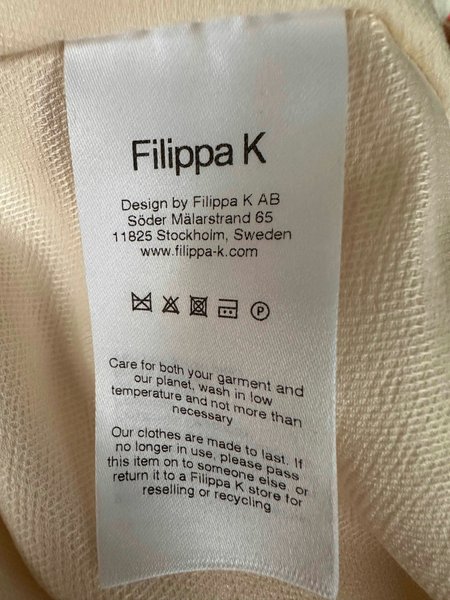 Filippa K
Design by Filippa K AB
Söder Mälarstrand 65
11825 Stockholm, Sweden
www.filippa-k.com
P
Care for both your garment and
our planet, wash in low
temperature and not more than
necessary
Our clothes are made to last. If
no longer in use, please pass
this item on to someone else, or
return it to a Filippa K store for
reselling or recycling